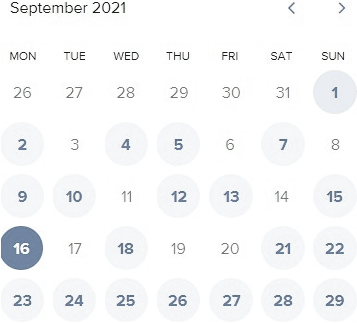 September 2021
MON TUE WED THU FRI SAT SUN
26 27 28 29 30 31 1
2 3 4 5 6 7 8
9 10 11 12 13 14 15
16 17 18 19 20 21 22
23 24 25 26 27 28 29